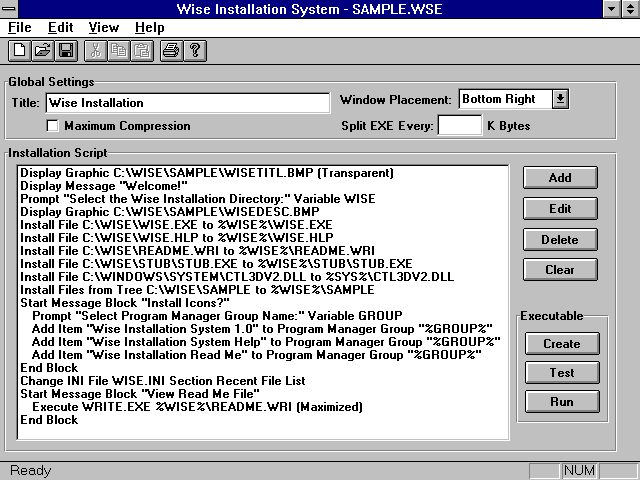 Wise Installation System - SAMPLE.WSE
File Edit View Help
Global Settings
Title: Wise Installation Window Placement: Bottom Right
Maximum Compression Split EXE Every: K Bytes
Installation Script
Display Graphic C:\WISE\SAMPLE\WISETITL.BMP (Transparent)
Display Message "Welcome!"
Prompt "Select the Wise Installation Directory:" Variable WISE
Display Graphic C:\WISE\SAMPLE\WISEDESC.BMP
Install File C:\WISE\WISE.EXE to %WISE%\WISE.EXE
Install File C:\WISE\WISE.HLP to %WISE%\WISE.HLP
Install File C:\WISE\README.WRI to %WISE%\README.WRI
Install File C:\WISE\STUB\STUB.EXE to %WISE%\STUB\STUB.EXE
Install File C:\WINDOWS\SYSTEM\CTL3DV2.DLL to %SYS%\CTL3DV2.DLL
Install Files from Tree C:\WISE\SAMPLE to %WISE%\SAMPLE
Start Message Block "Install Icons?"
Prompt "Select Program Manager Group Name:" Variable GROUP
Add Item "Wise Installation System 1.0" to Program Manager Group "%GROUP%"
Add Item "Wise Installation System Help" to Program Manager Group "%GROUP%"
Add Item "Wise Installation Read Me" to Program Manager Group "%GROUP%"
End Block
Change INI File WISE.INI Section Recent File List
Start Message Block "View Read Me File"
Execute WRITE.EXE %WISE%\README.WRI (Maximized)
End Block
Add
Edit
Delete
Clear
Executable
Create
Test
Run
Ready NUM